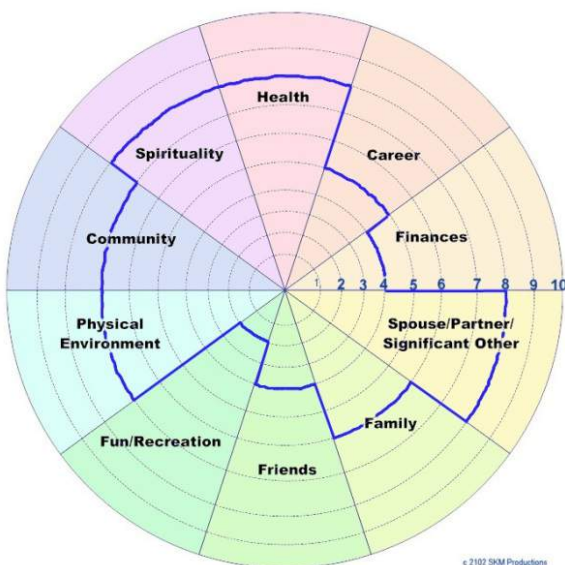 Health
Spirituality
Career
Community
Finances
1 2 3 4 5 6 7 8 9 10
Physical
Environment
Spouse/Partner/
Significant Other
Fun/Recreation
Family
Friends
c 2102 SKM Productions